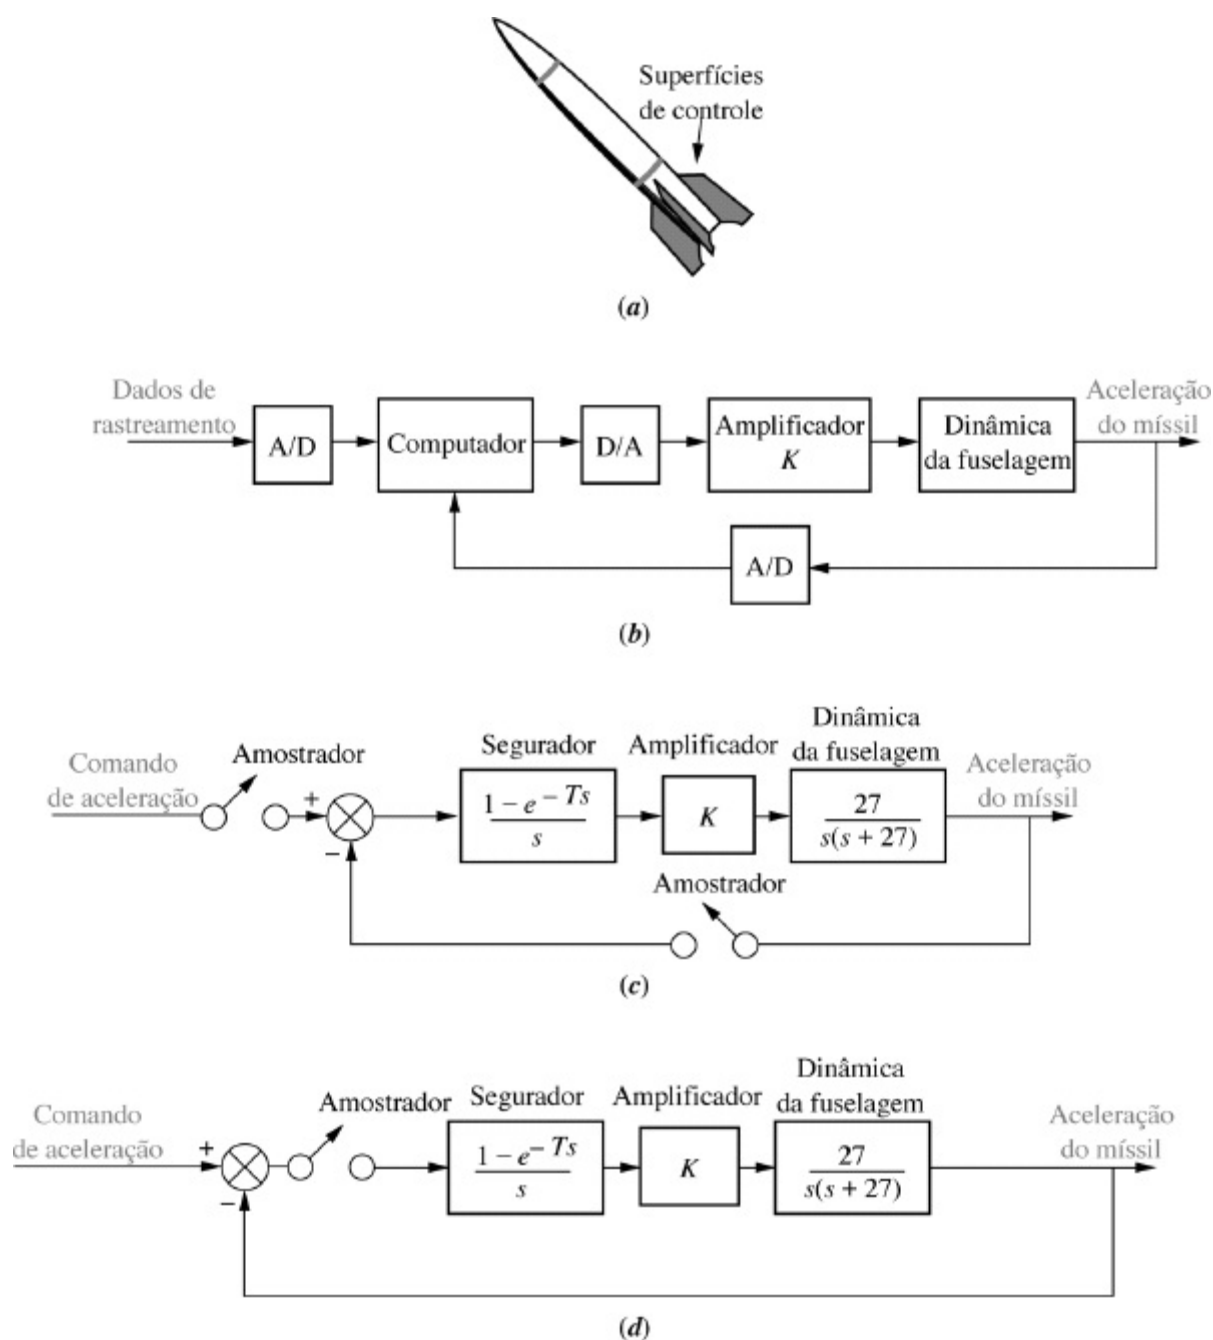 Superfícies
de controle
(a)
Dados de
rastreamento
A/D
Computador
D/A
Amplificador
K
Dinâmica
da fuselagem
Aceleração
do míssil
A/D
(b)
Comando
de aceleração
Amostrador
+
−
Segurador
1 − e^{− Ts}
s
Amplificador
K
Dinâmica
da fuselagem
27
s(s + 27)
Aceleração
do míssil
Amostrador
(c)
Comando
de aceleração
+
−
Amostrador
Segurador
1 − e^{− Ts}
s
Amplificador
K
Dinâmica
da fuselagem
27
s(s + 27)
Aceleração
do míssil
(d)